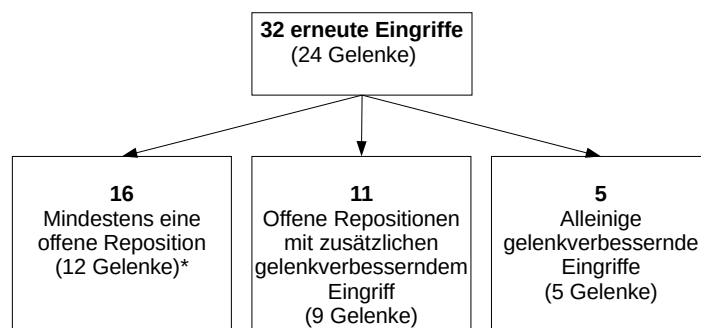 32 erneute Eingriffe
(24 Gelenke)
16
Mindestens eine
offene Reposition
(12 Gelenke)*
11
Offene Repositionen
mit zusätzlichen
gelenkverbesserndem
Eingriff
(9 Gelenke)
5
Alleinige
gelenkverbessernde
Eingriffe
(5 Gelenke)